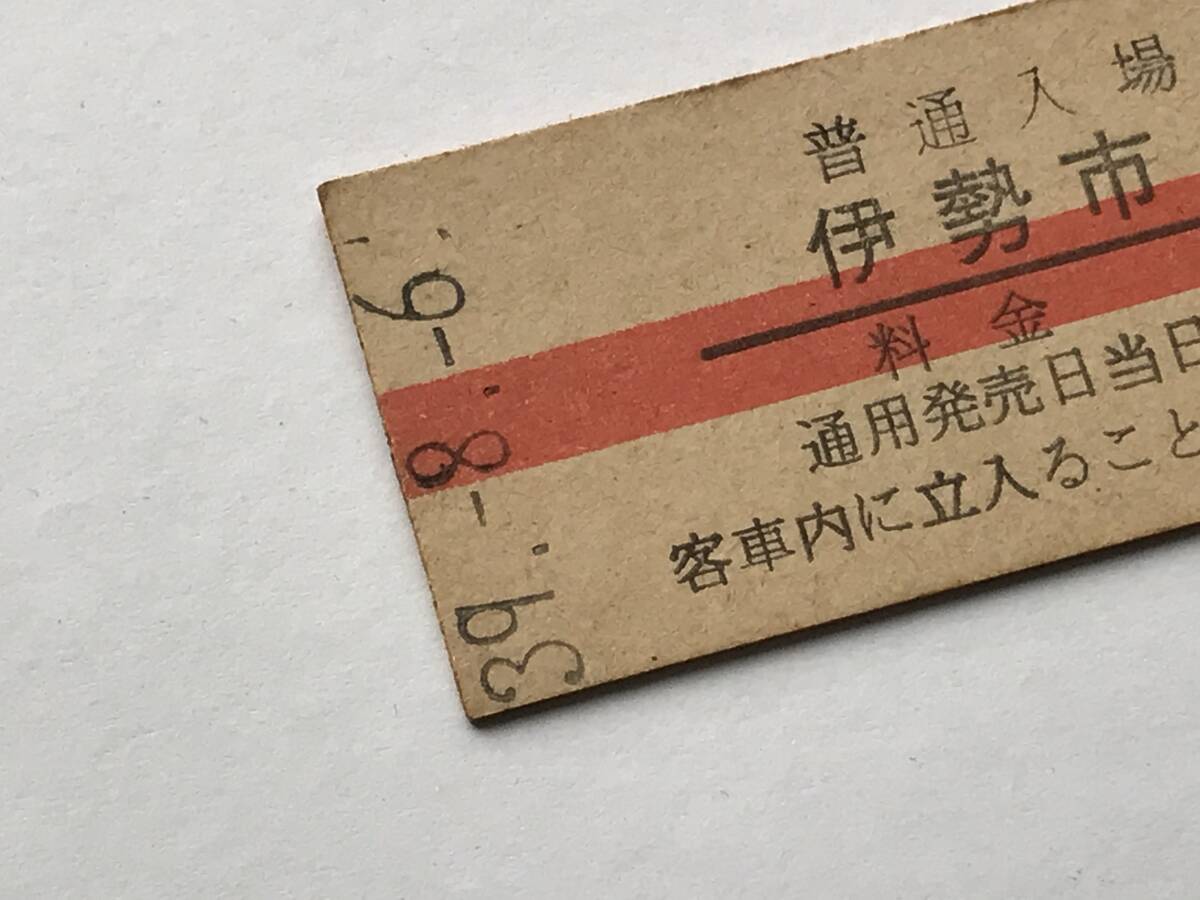 普通入場
伊勢市
料金
通用発売日当日
客車内に立入ること
39.-8.-6.